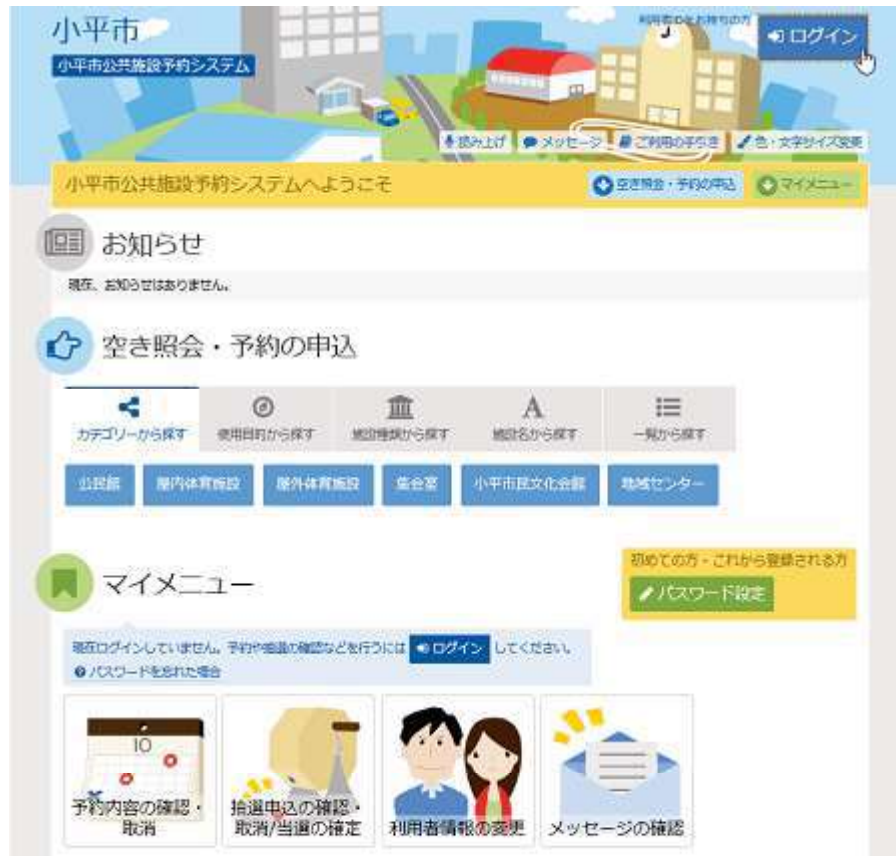 小平市
小平市公共施設予約システム
利用者IDをお持ちの方
ログイン
読み上げ
メッセージ
ご利用の手引き
色・文字サイズ変更
小平市公共施設予約システムへようこそ
空き照会・予約の申込
マイメニュー
お知らせ
現在、お知らせはありません。
空き照会・予約の申込
カテゴリーから探す
使用目的から探す
施設種類から探す
施設名から探す
一覧から探す
公民館
屋内体育施設
屋外体育施設
集会室
小平市民文化会館
地域センター
マイメニュー
初めての方・これから登録される方
パスワード設定
現在ログインしていません。予約や抽選の確認などを行うには ログイン してください。
パスワードを忘れた場合
10
予約内容の確認・
取消
抽選申込の確認・
取消/当選の確定
利用者情報の変更
メッセージの確認